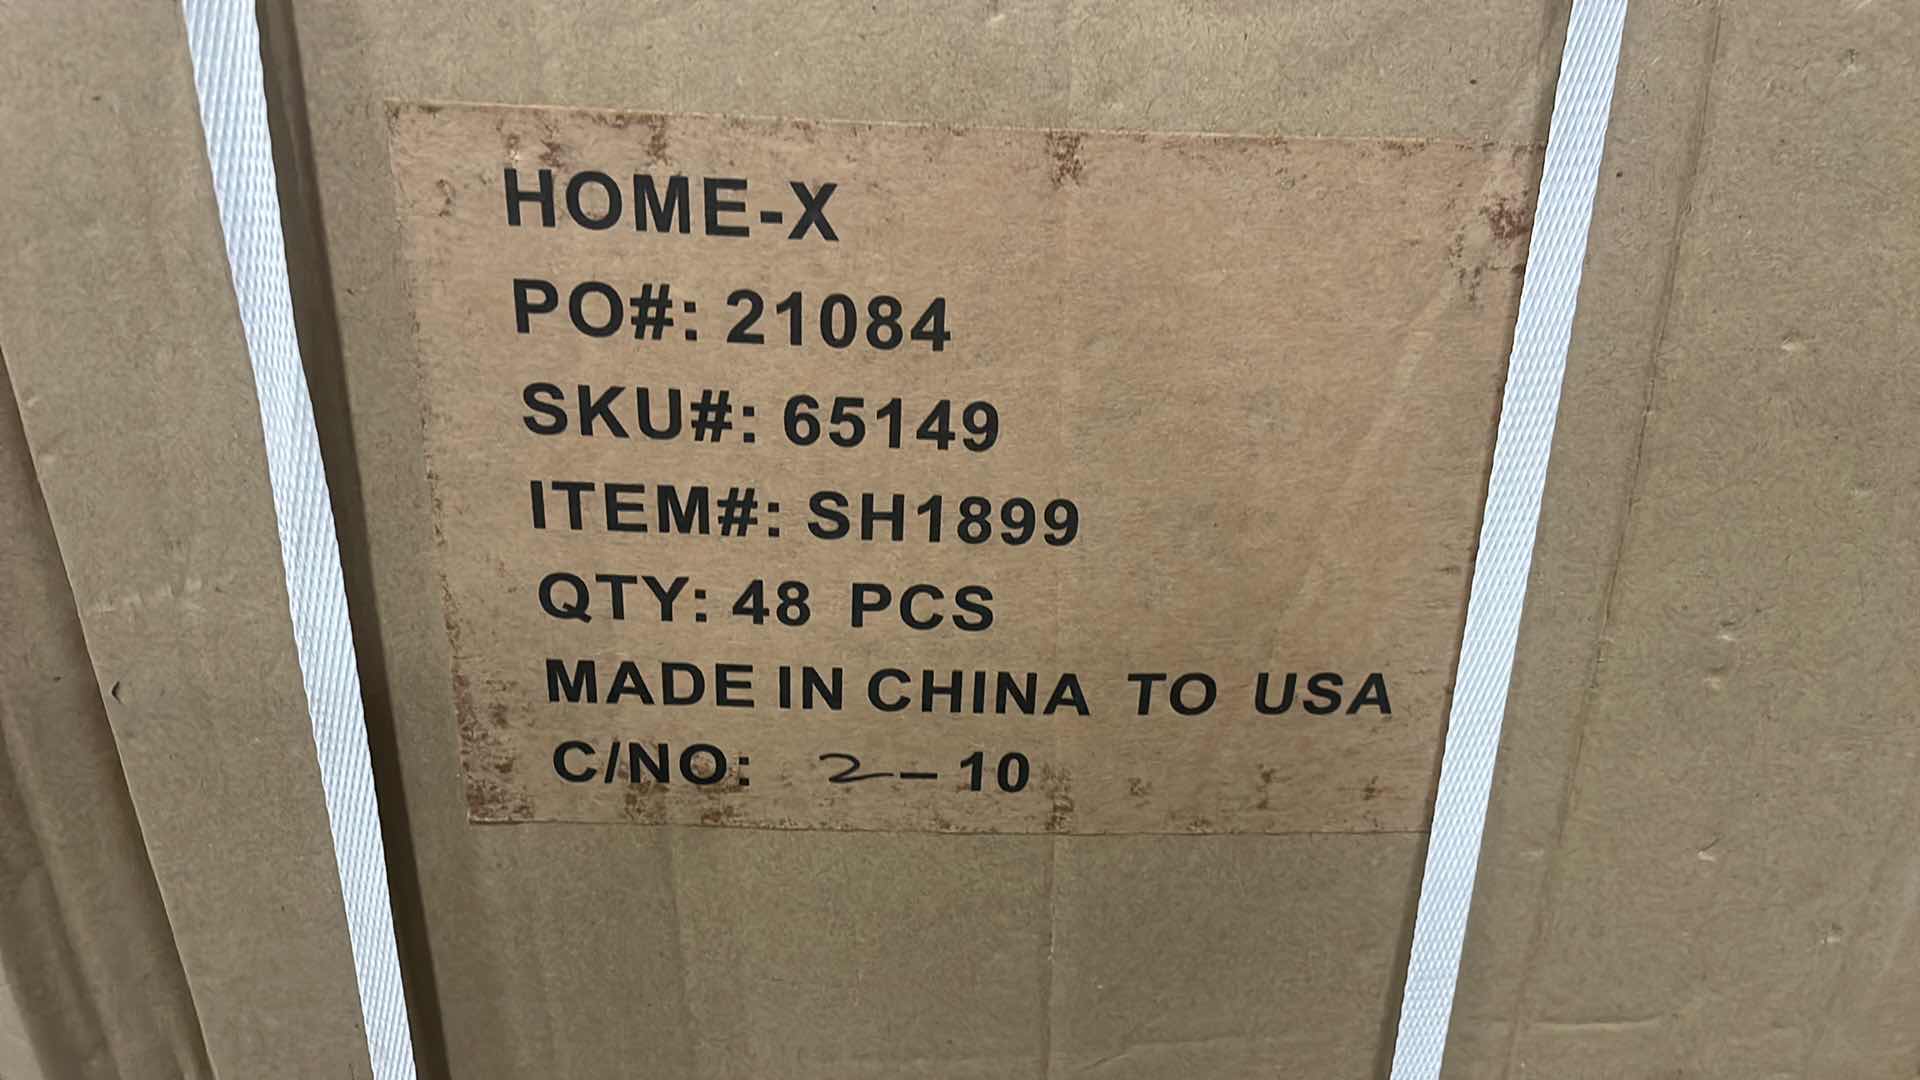 HOME-X
PO#: 21084
SKU#: 65149
ITEM#: SH1899
QTY: 48 PCS
MADE IN CHINA TO USA
C/NO: 2-10